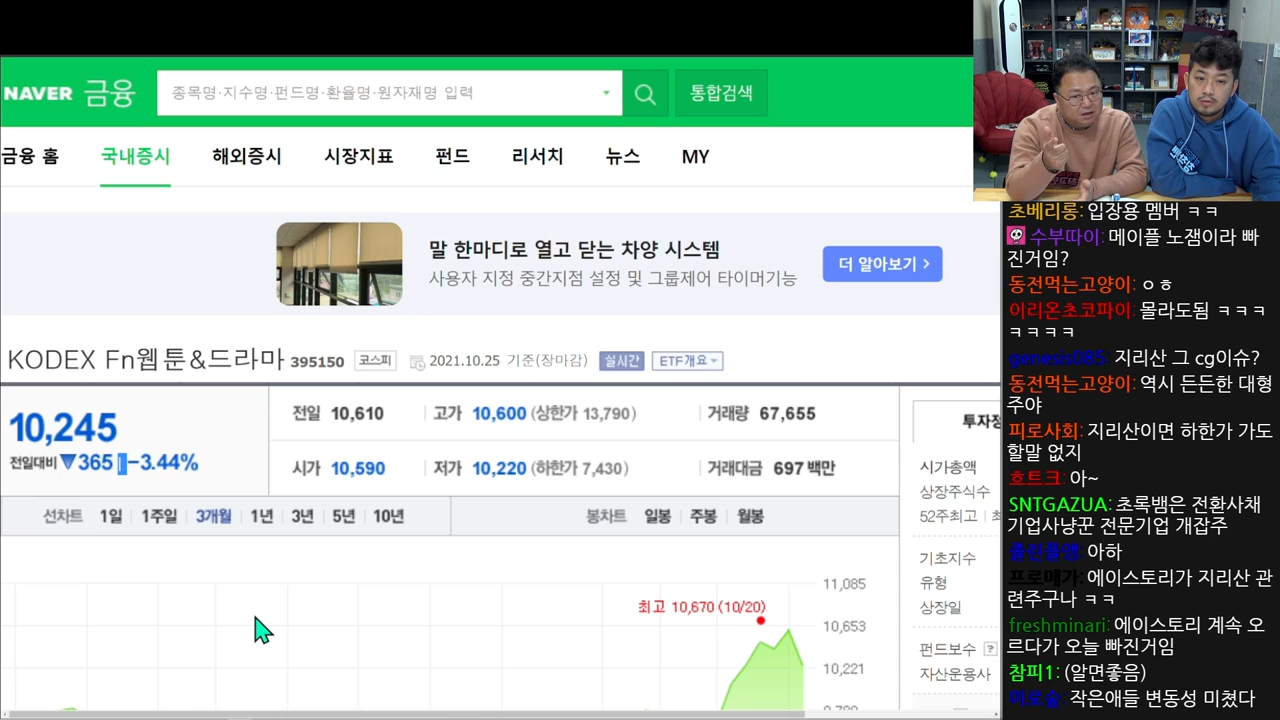 NAVER 금융
종목명·지수명·펀드명·환율명·원자재명 입력
통합검색
금융 홈 국내증시 해외증시 시장지표 펀드 리서치 뉴스 MY
말 한마디로 열고 닫는 차양 시스템
사용자 지정 중간지점 설정 및 그룹제어 타이머기능
더 알아보기 >
KODEX Fn웹툰&드라마 395150 코스피 2021.10.25 기준(장마감) 실시간 ETF개요
10,245
전일대비 ▼365 -3.44%
전일 10,610 고가 10,600 (상한가 13,790) 거래량 67,655
시가 10,590 저가 10,220 (하한가 7,430) 거래대금 697 백만
선차트 1일 1주일 3개월 1년 3년 5년 10년 봉차트 일봉 주봉 월봉
최고 10,670 (10/20)
11,085
10,653
10,221
투자정
시가총액
상장주식수
52주최고
기초지수
유형
상장일
펀드보수 ?
자산운용사
초베리롱: 입장용 멤버 ㅋㅋ
수부따이: 메이플 노잼이라 빠
진거임?
동전먹는고양이: ㅇㅎ
이리온초코파이: 몰라도됨 ㅋㅋㅋ
ㅋㅋㅋㅋ
genesis085: 지리산 그 cg이슈?
동전먹는고양이: 역시 든든한 대형
주야
피로사회: 지리산이면 하한가 가도
할말 없지
흐트크: 아~
SNTGAZUA: 초록뱀은 전환사채
기업사냥꾼 전문기업 개잡주
아하
프로메가: 에이스토리가 지리산 관
련주구나 ㅋㅋ
freshminari: 에이스토리 계속 오
르다가 오늘 빠진거임
참피1: (알면좋음)
작은애들 변동성 미쳤다